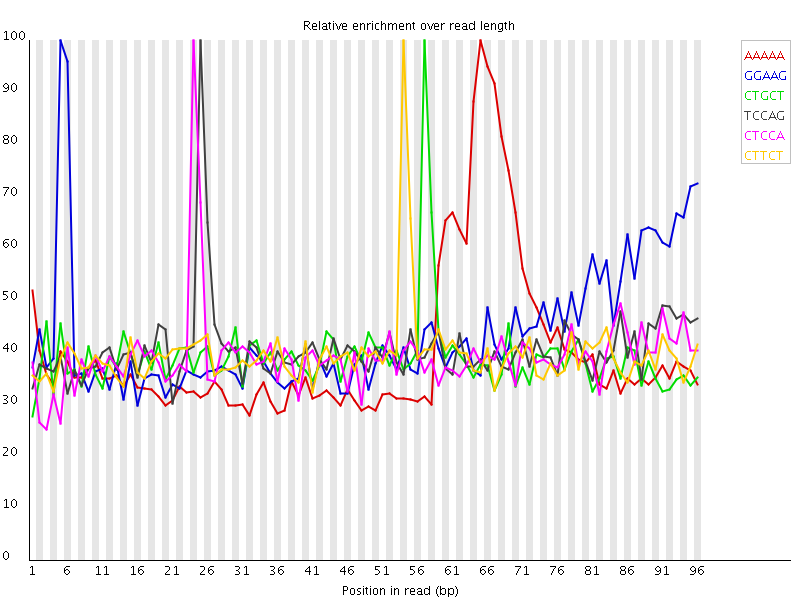 Relative enrichment over read length
100
90
80
70
60
50
40
30
20
10
0
AAAAA
GGAAG
CTGCT
TCCAG
CTCCA
CTTCT
1 6 11 16 21 26 31 36 41 46 51 56 61 66 71 76 81 86 91 96
Position in read (bp)